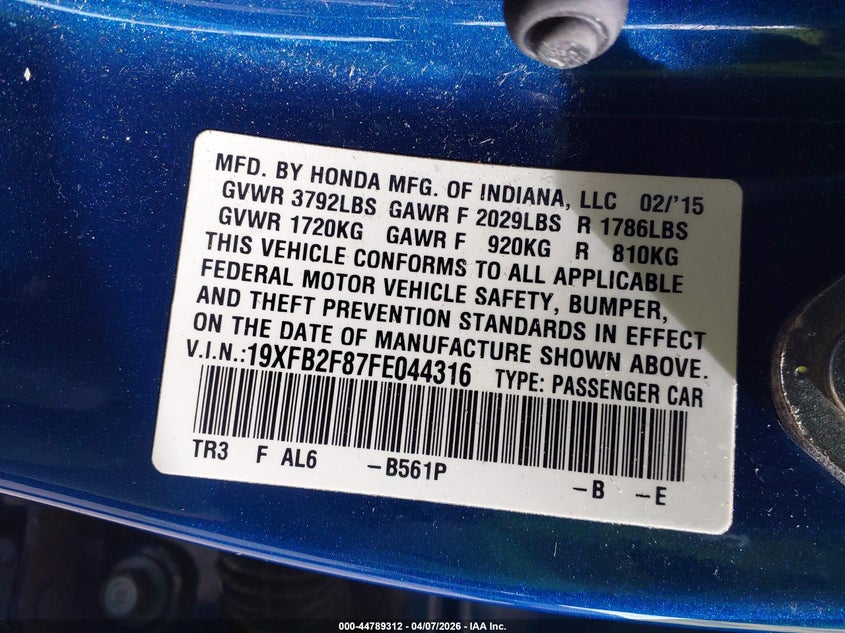 MFD. BY HONDA MFG. OF INDIANA, LLC 02/'15
GVWR 3792LBS GAWR F 2029LBS R 1786LBS
GVWR 1720KG GAWR F 920KG R 810KG
THIS VEHICLE CONFORMS TO ALL APPLICABLE
FEDERAL MOTOR VEHICLE SAFETY, BUMPER,
AND THEFT PREVENTION STANDARDS IN EFFECT
ON THE DATE OF MANUFACTURE SHOWN ABOVE.
V.I.N.:19XFB2F87FE044316 TYPE: PASSENGER CAR
TR3 F AL6 -B561P -B -E
000-44789312 - 04/07/2026 - IAA Inc.